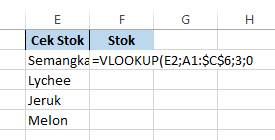 E F
Cek Stok Stok
Semangka =VLOOKUP(E2;A1:$C$6;3;0
Lychee
Jeruk
Melon